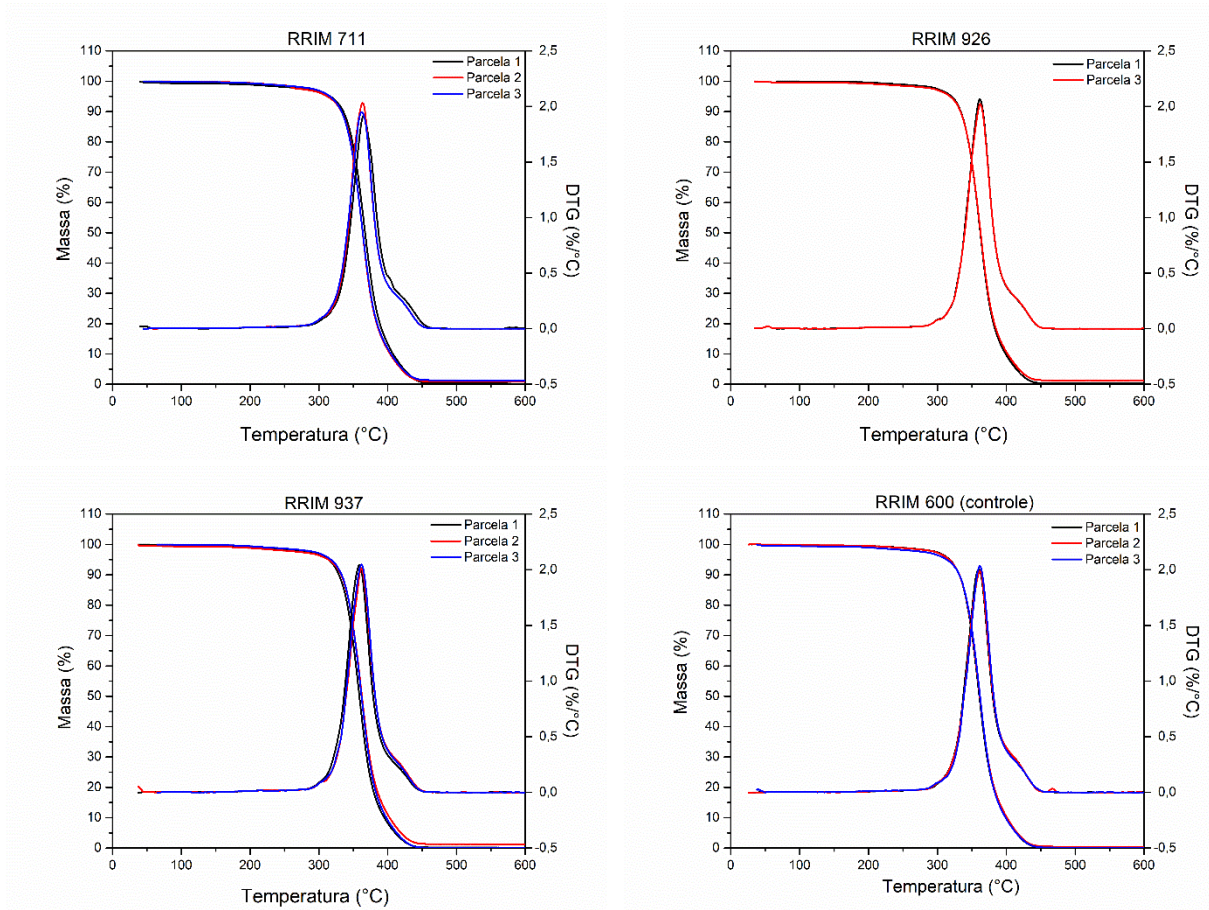 RRIM 711
110
100
90
80
70
60
50
40
30
20
10
0
Massa (%)
2,5
2,0
1,5
1,0
0,5
0,0
-0,5
DTG (%/°C)
Parcela 1
Parcela 2
Parcela 3
0 100 200 300 400 500 600
Temperatura (°C)
RRIM 926
110
100
90
80
70
60
50
40
30
20
10
0
Massa (%)
2,5
2,0
1,5
1,0
0,5
0,0
-0,5
DTG (%/°C)
Parcela 1
Parcela 3
0 100 200 300 400 500 600
Temperatura (°C)
RRIM 937
110
100
90
80
70
60
50
40
30
20
10
0
Massa (%)
2,5
2,0
1,5
1,0
0,5
0,0
-0,5
DTG (%/°C)
Parcela 1
Parcela 2
Parcela 3
0 100 200 300 400 500 600
Temperatura (°C)
RRIM 600 (controle)
110
100
90
80
70
60
50
40
30
20
10
0
Massa (%)
2,5
2,0
1,5
1,0
0,5
0,0
-0,5
DTG (%/°C)
Parcela 1
Parcela 2
Parcela 3
0 100 200 300 400 500 600
Temperatura (°C)